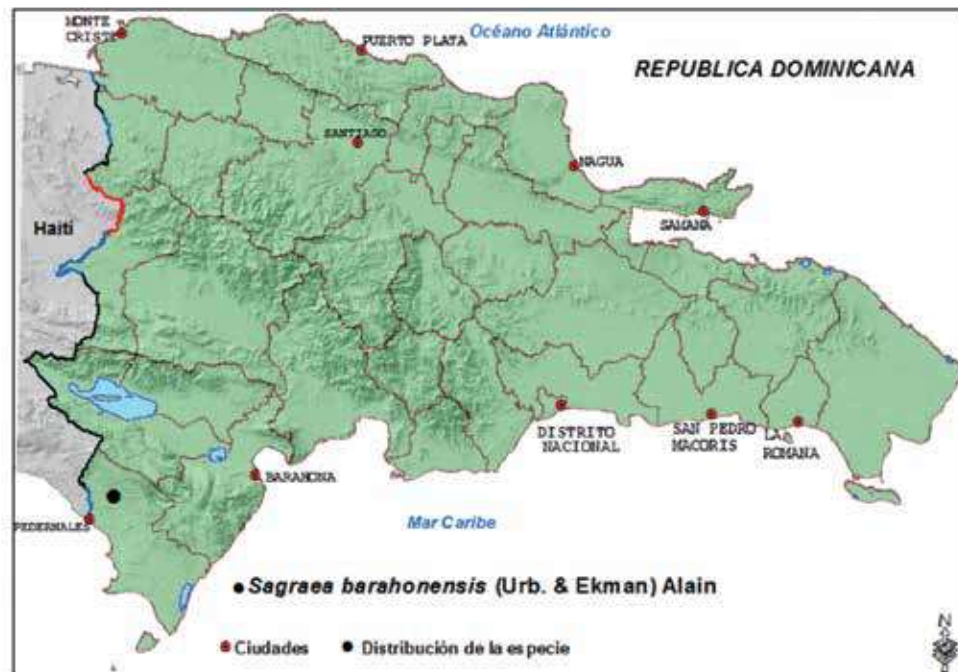 MONTE
CRISTI
Océano Atlántico
PUERTO PLATA
REPUBLICA DOMINICANA
SANTIAGO
NAGUA
Haití
SAMANA
DISTRITO
NACIONAL
SAN PEDRO
MACORIS
LA
ROMANA
BARAHONA
PEDERNALES
Mar Caribe
Sagraea barahonensis (Urb. & Ekman) Alain
Ciudades
Distribución de la especie
N